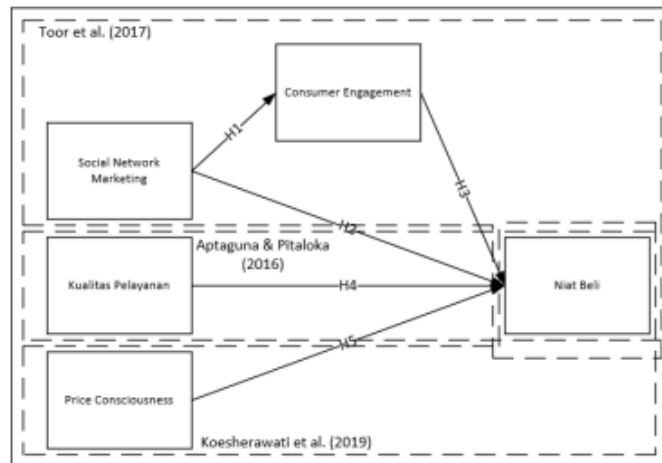 Toor et al. (2017)
Consumer Engagement
H1
Social Network
Marketing
H3
H2
Aptaguna & Pitaloka
(2016)
Kualitas Pelayanan
H4
Niat Beli
H5
Price Consciousness
Koesherawati et al. (2019)